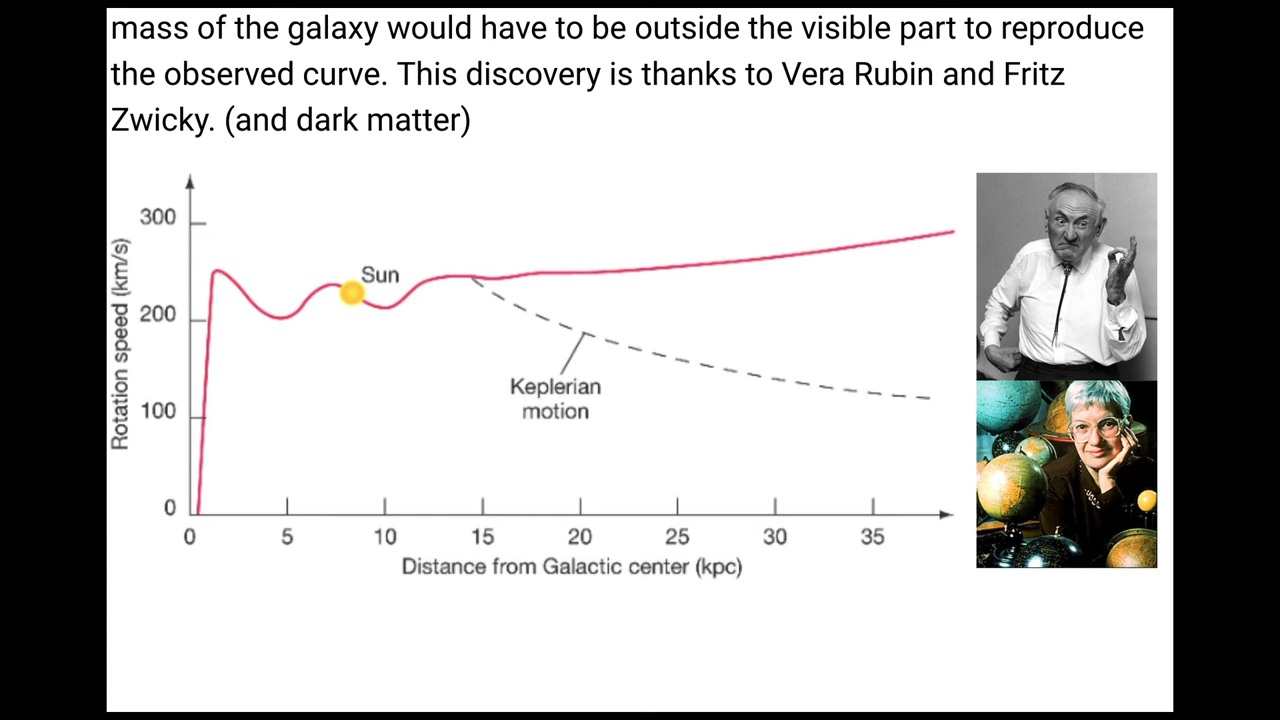 mass of the galaxy would have to be outside the visible part to reproduce
the observed curve. This discovery is thanks to Vera Rubin and Fritz
Zwicky. (and dark matter)
300
200
100
0
Rotation speed (km/s)
Sun
Keplerian
motion
0 5 10 15 20 25 30 35
Distance from Galactic center (kpc)